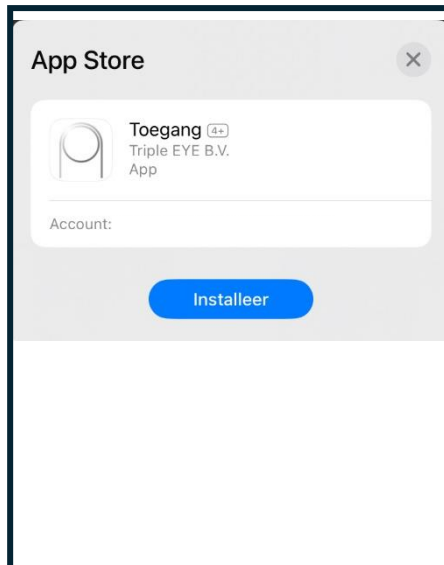 App Store
Toegang 4+
Triple EYE B.V.
App
Account:
Installeer